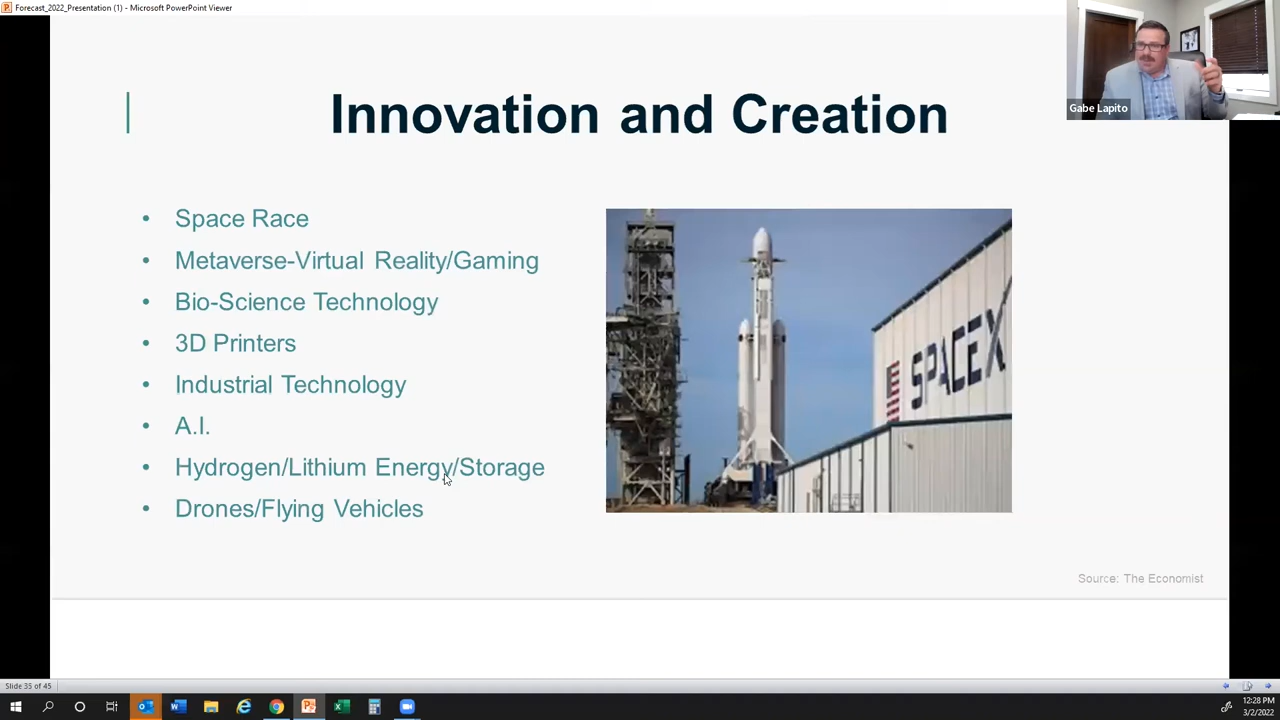 Forecast_2022_Presentation (1) - Microsoft PowerPoint Viewer
Gabe Lapito
Innovation and Creation
• Space Race
• Metaverse-Virtual Reality/Gaming
• Bio-Science Technology
• 3D Printers
• Industrial Technology
• A.I.
• Hydrogen/Lithium Energy/Storage
• Drones/Flying Vehicles
SPACEX
Source: The Economist
Slide 35 of 45
12:28 PM
3/2/2022